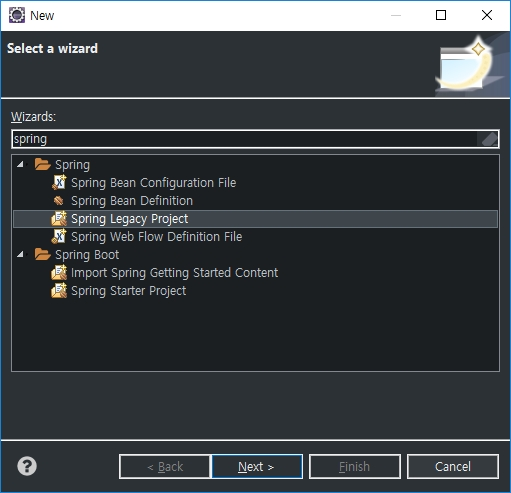 New
Select a wizard
Wizards:
spring
Spring
Spring Bean Configuration File
Spring Bean Definition
Spring Legacy Project
Spring Web Flow Definition File
Spring Boot
Import Spring Getting Started Content
Spring Starter Project
? < Back Next > Finish Cancel